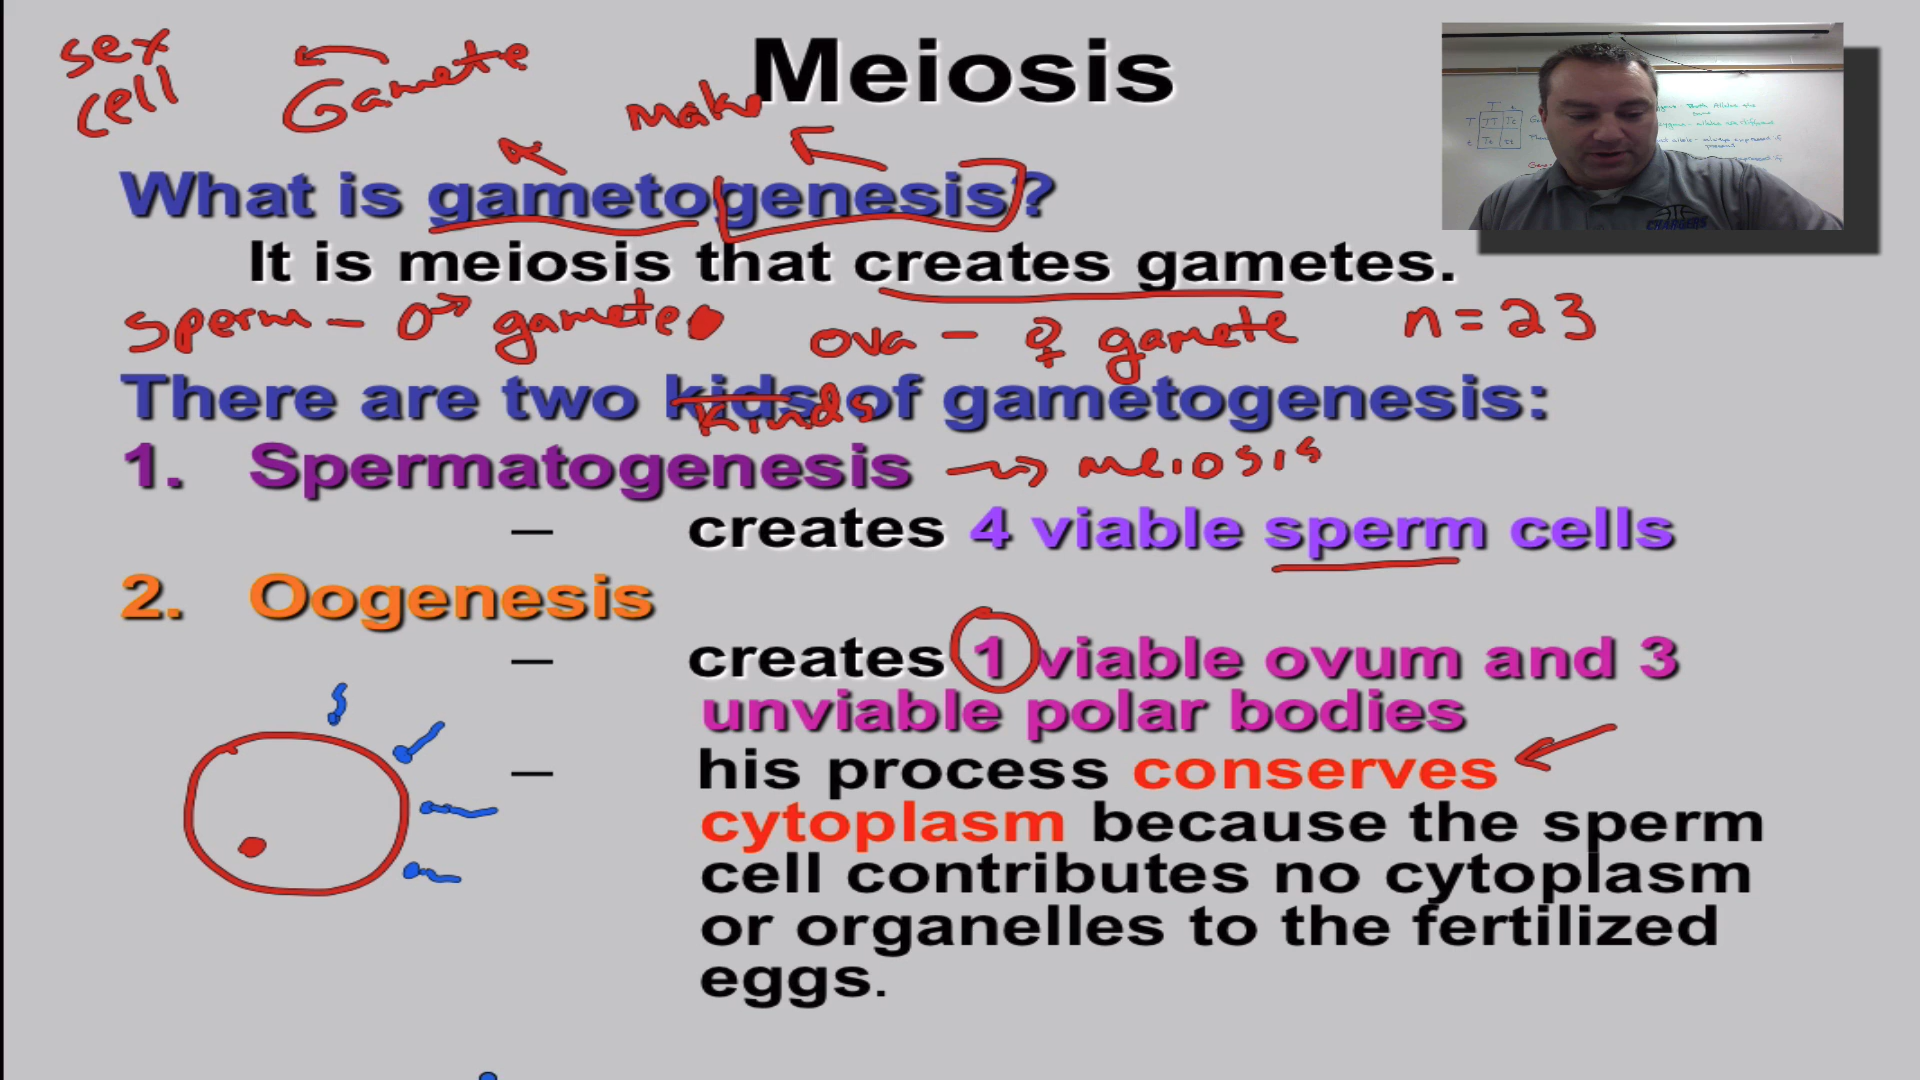 sex
cell
Gamete
Make
Meiosis
What is gametogenesis?
It is meiosis that creates gametes.
sperm - ♂ gamete
ova - ♀ gamete
n = 23
There are two kids of gametogenesis:
kinds
1. Spermatogenesis → meiosis
– creates 4 viable sperm cells
2. Oogenesis
– creates 1 viable ovum and 3
unviable polar bodies
– his process conserves
cytoplasm because the sperm
cell contributes no cytoplasm
or organelles to the fertilized
eggs.
CHARGERS